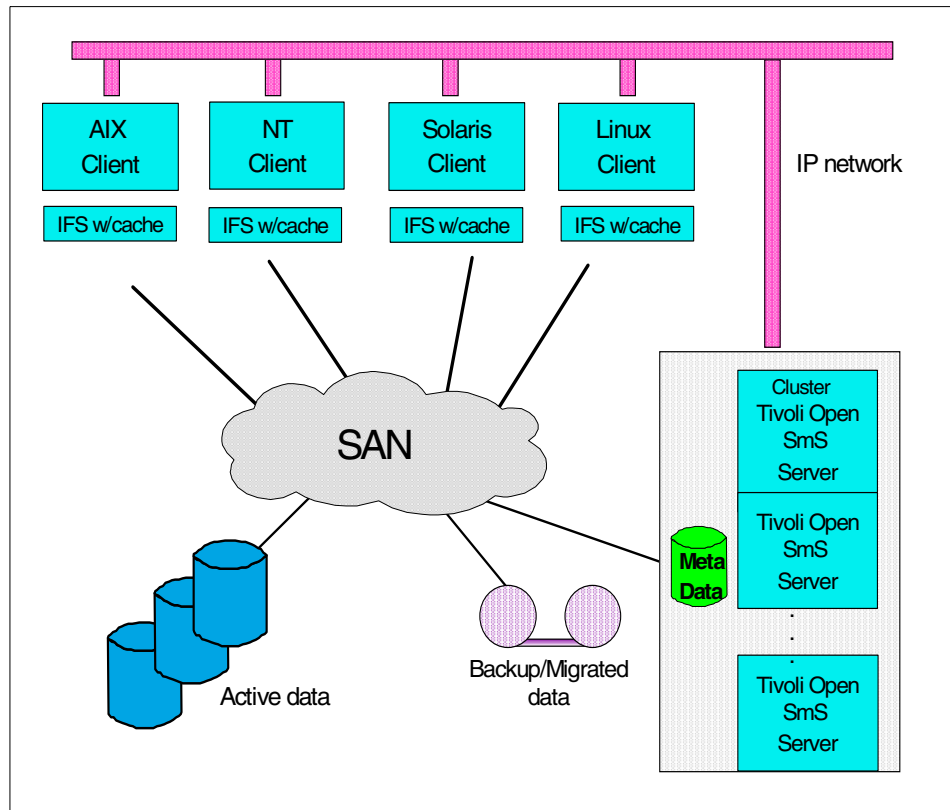 AIX
Client
NT
Client
Solaris
Client
Linux
Client
IP network
IFS w/cache
IFS w/cache
IFS w/cache
IFS w/cache
SAN
Cluster
Tivoli Open
SmS
Server
Tivoli Open
SmS
Server
Meta
Data
.
.
.
Tivoli Open
SmS
Server
Active data
Backup/Migrated
data